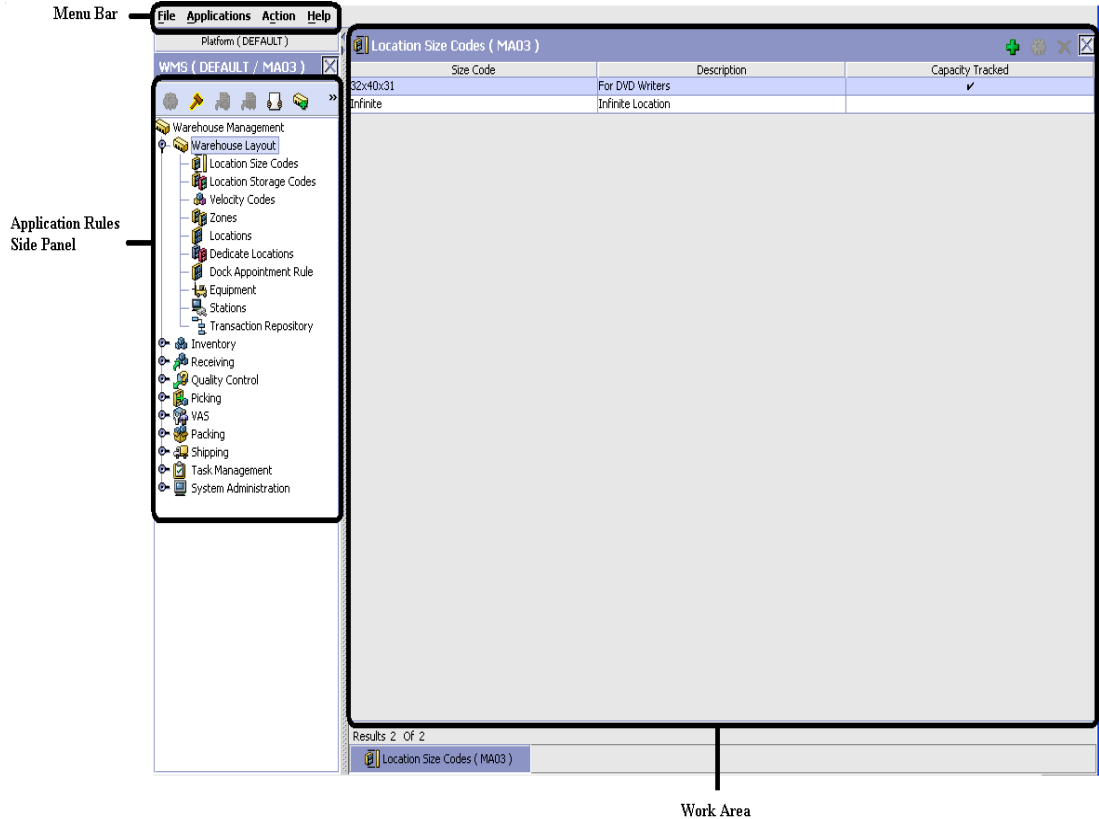 Menu Bar
File Applications Action Help
Platform ( DEFAULT )
WMS ( DEFAULT / MA03 )
»
Warehouse Management
Warehouse Layout
Location Size Codes
Location Storage Codes
Velocity Codes
Zones
Locations
Dedicate Locations
Dock Appointment Rule
Equipment
Stations
Transaction Repository
Inventory
Receiving
Quality Control
Picking
VAS
Packing
Shipping
Task Management
System Administration
Application Rules
Side Panel
Location Size Codes ( MA03 )
Size Code Description Capacity Tracked
32x40x31 For DVD Writers ✔
Infinite Infinite Location
Results 2 Of 2
Location Size Codes ( MA03 )
Work Area